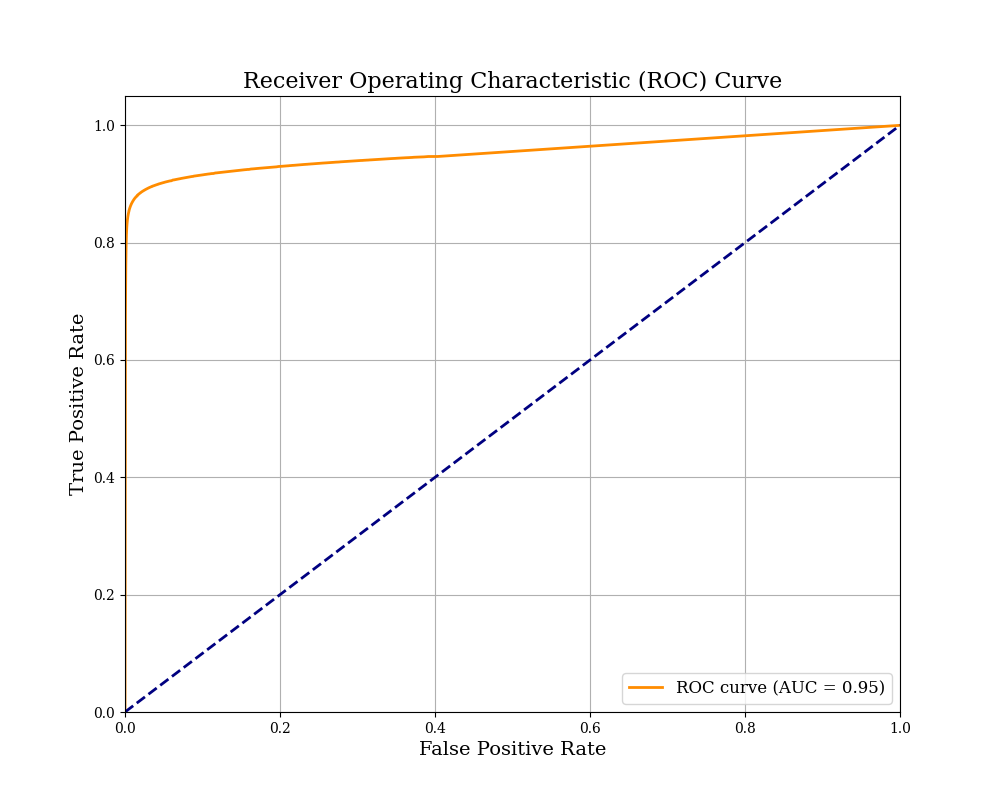 Receiver Operating Characteristic (ROC) Curve
1.0
0.8
0.6
0.4
0.2
0.0
True Positive Rate
ROC curve (AUC = 0.95)
0.0 0.2 0.4 0.6 0.8 1.0
False Positive Rate